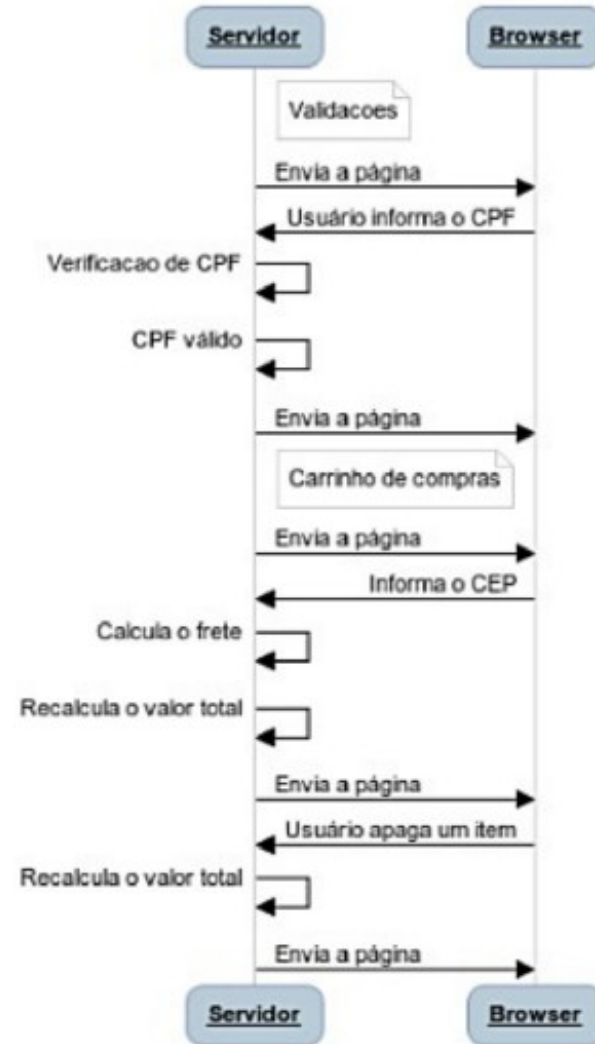 Servidor
Browser
Validacoes
Envia a página
Usuário informa o CPF
Verificacao de CPF
CPF válido
Envia a página
Carrinho de compras
Envia a página
Informa o CEP
Calcula o frete
Recalcula o valor total
Envia a página
Usuário apaga um item
Recalcula o valor total
Envia a página
Servidor
Browser